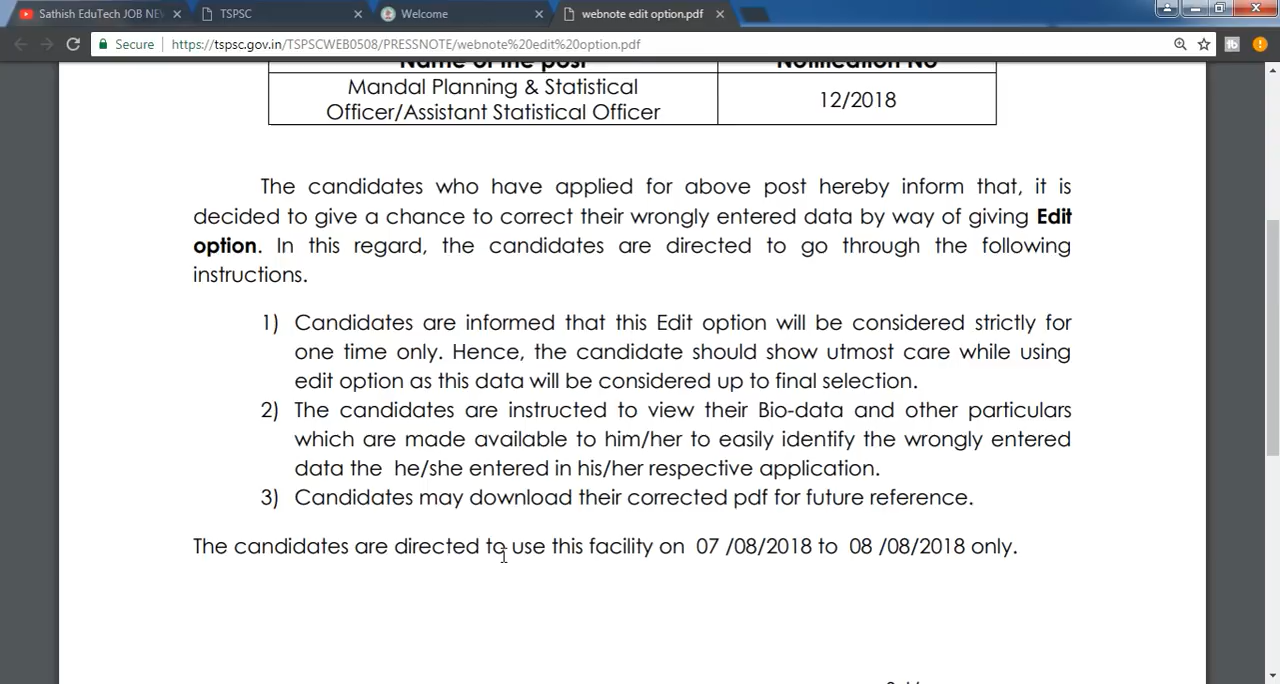 Sathish EduTech JOB NE
TSPSC
Welcome
webnote edit option.pdf
Secure
https://tspsc.gov.in/TSPSCWEB0508/PRESSNOTE/webnote%20edit%20option.pdf
Name of the post
Notification No
Mandal Planning & Statistical
Officer/Assistant Statistical Officer
12/2018
The candidates who have applied for above post hereby inform that, it is
decided to give a chance to correct their wrongly entered data by way of giving Edit
option. In this regard, the candidates are directed to go through the following
instructions.
1) Candidates are informed that this Edit option will be considered strictly for
one time only. Hence, the candidate should show utmost care while using
edit option as this data will be considered up to final selection.
2) The candidates are instructed to view their Bio-data and other particulars
which are made available to him/her to easily identify the wrongly entered
data the he/she entered in his/her respective application.
3) Candidates may download their corrected pdf for future reference.
The candidates are directed to use this facility on 07 /08/2018 to 08 /08/2018 only.